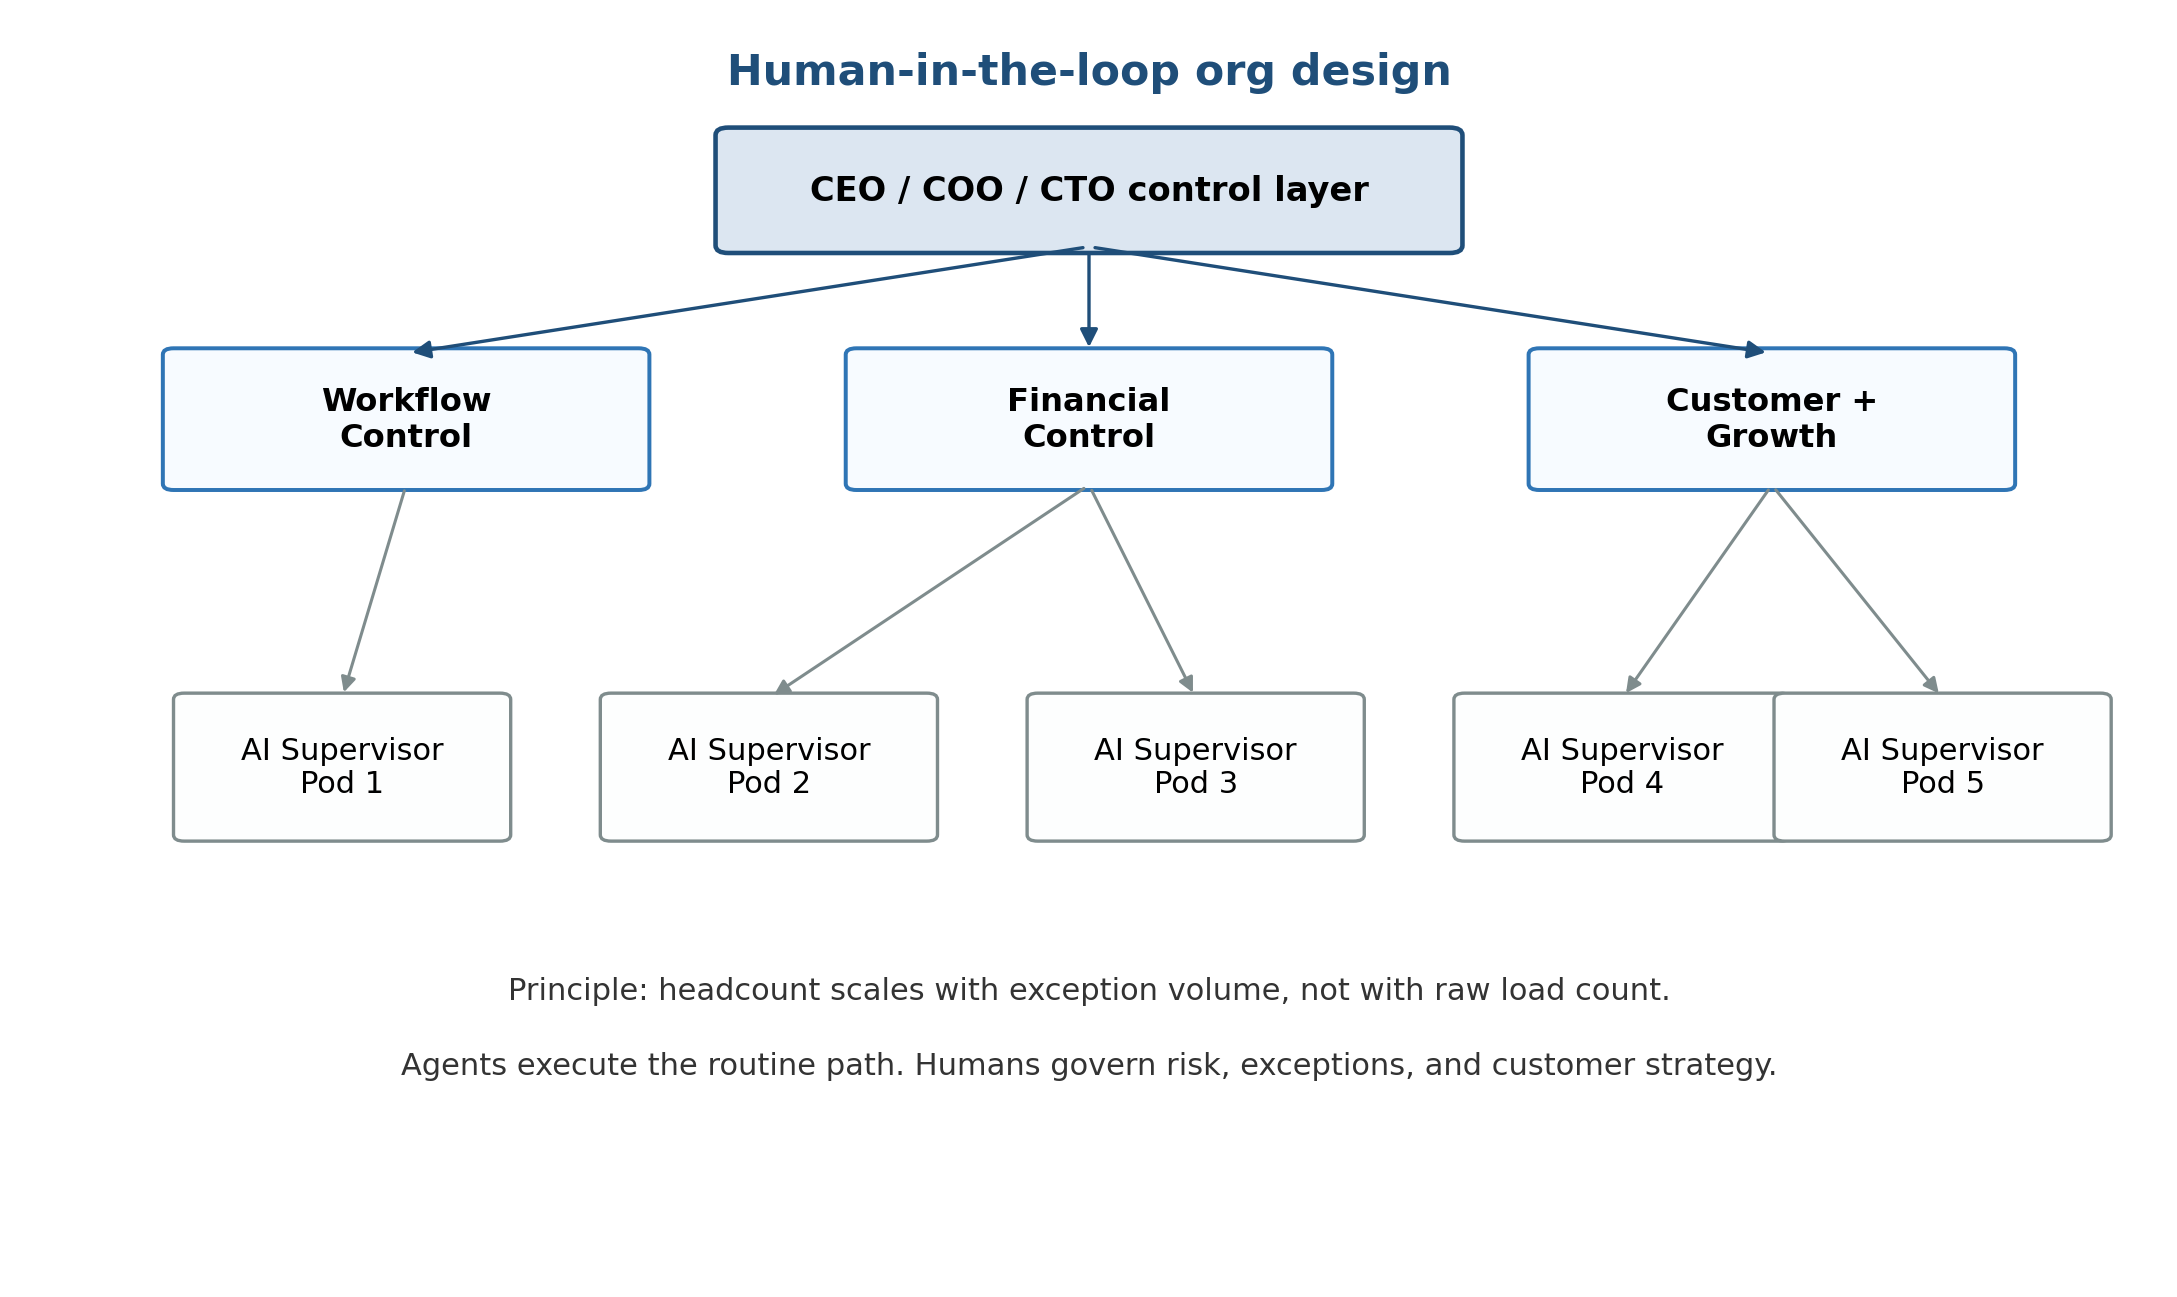 Human-in-the-loop org design
CEO / COO / CTO control layer
Workflow
Control
Financial
Control
Customer +
Growth
AI Supervisor
Pod 1
AI Supervisor
Pod 2
AI Supervisor
Pod 3
AI Supervisor
Pod 4
AI Supervisor
Pod 5
Principle: headcount scales with exception volume, not with raw load count.
Agents execute the routine path. Humans govern risk, exceptions, and customer strategy.